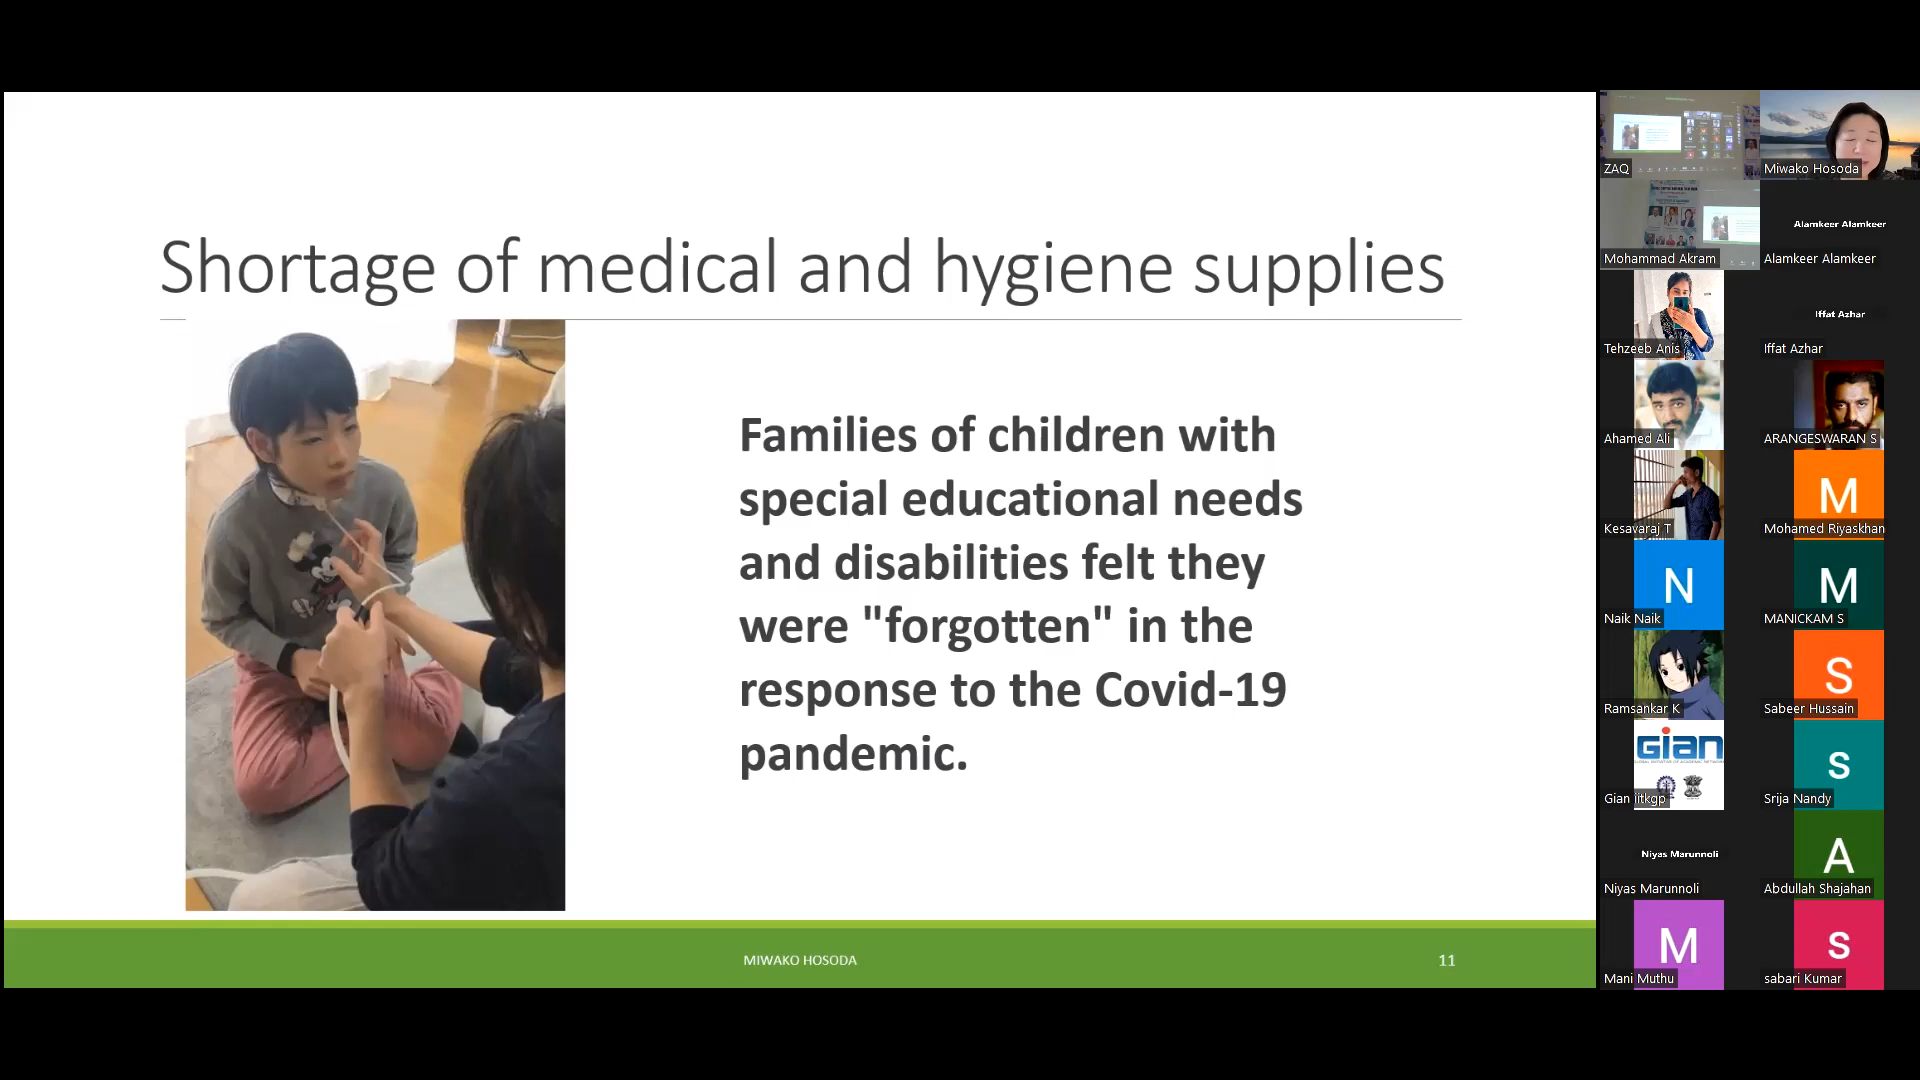 Shortage of medical and hygiene supplies
Families of children with
special educational needs
and disabilities felt they
were "forgotten" in the
response to the Covid-19
pandemic.
MIWAKO HOSODA
11
ZAQ
Miwako Hosoda
Mohammad Akram
Alamkeer Alamkeer
Alamkeer Alamkeer
Tehzeeb Anis
Iffat Azhar
Iffat Azhar
Ahamed Ali
ARANGESWARAN S
Kesavaraj T
M
Mohamed Riyaskhan
N
Naik Naik
M
MANICKAM S
Ramsankar K
S
Sabeer Hussain
GIAN
Gian iitkgp
s
Srija Nandy
Niyas Marunnoli
Niyas Marunnoli
A
Abdullah Shajahan
M
Mani Muthu
s
sabari Kumar